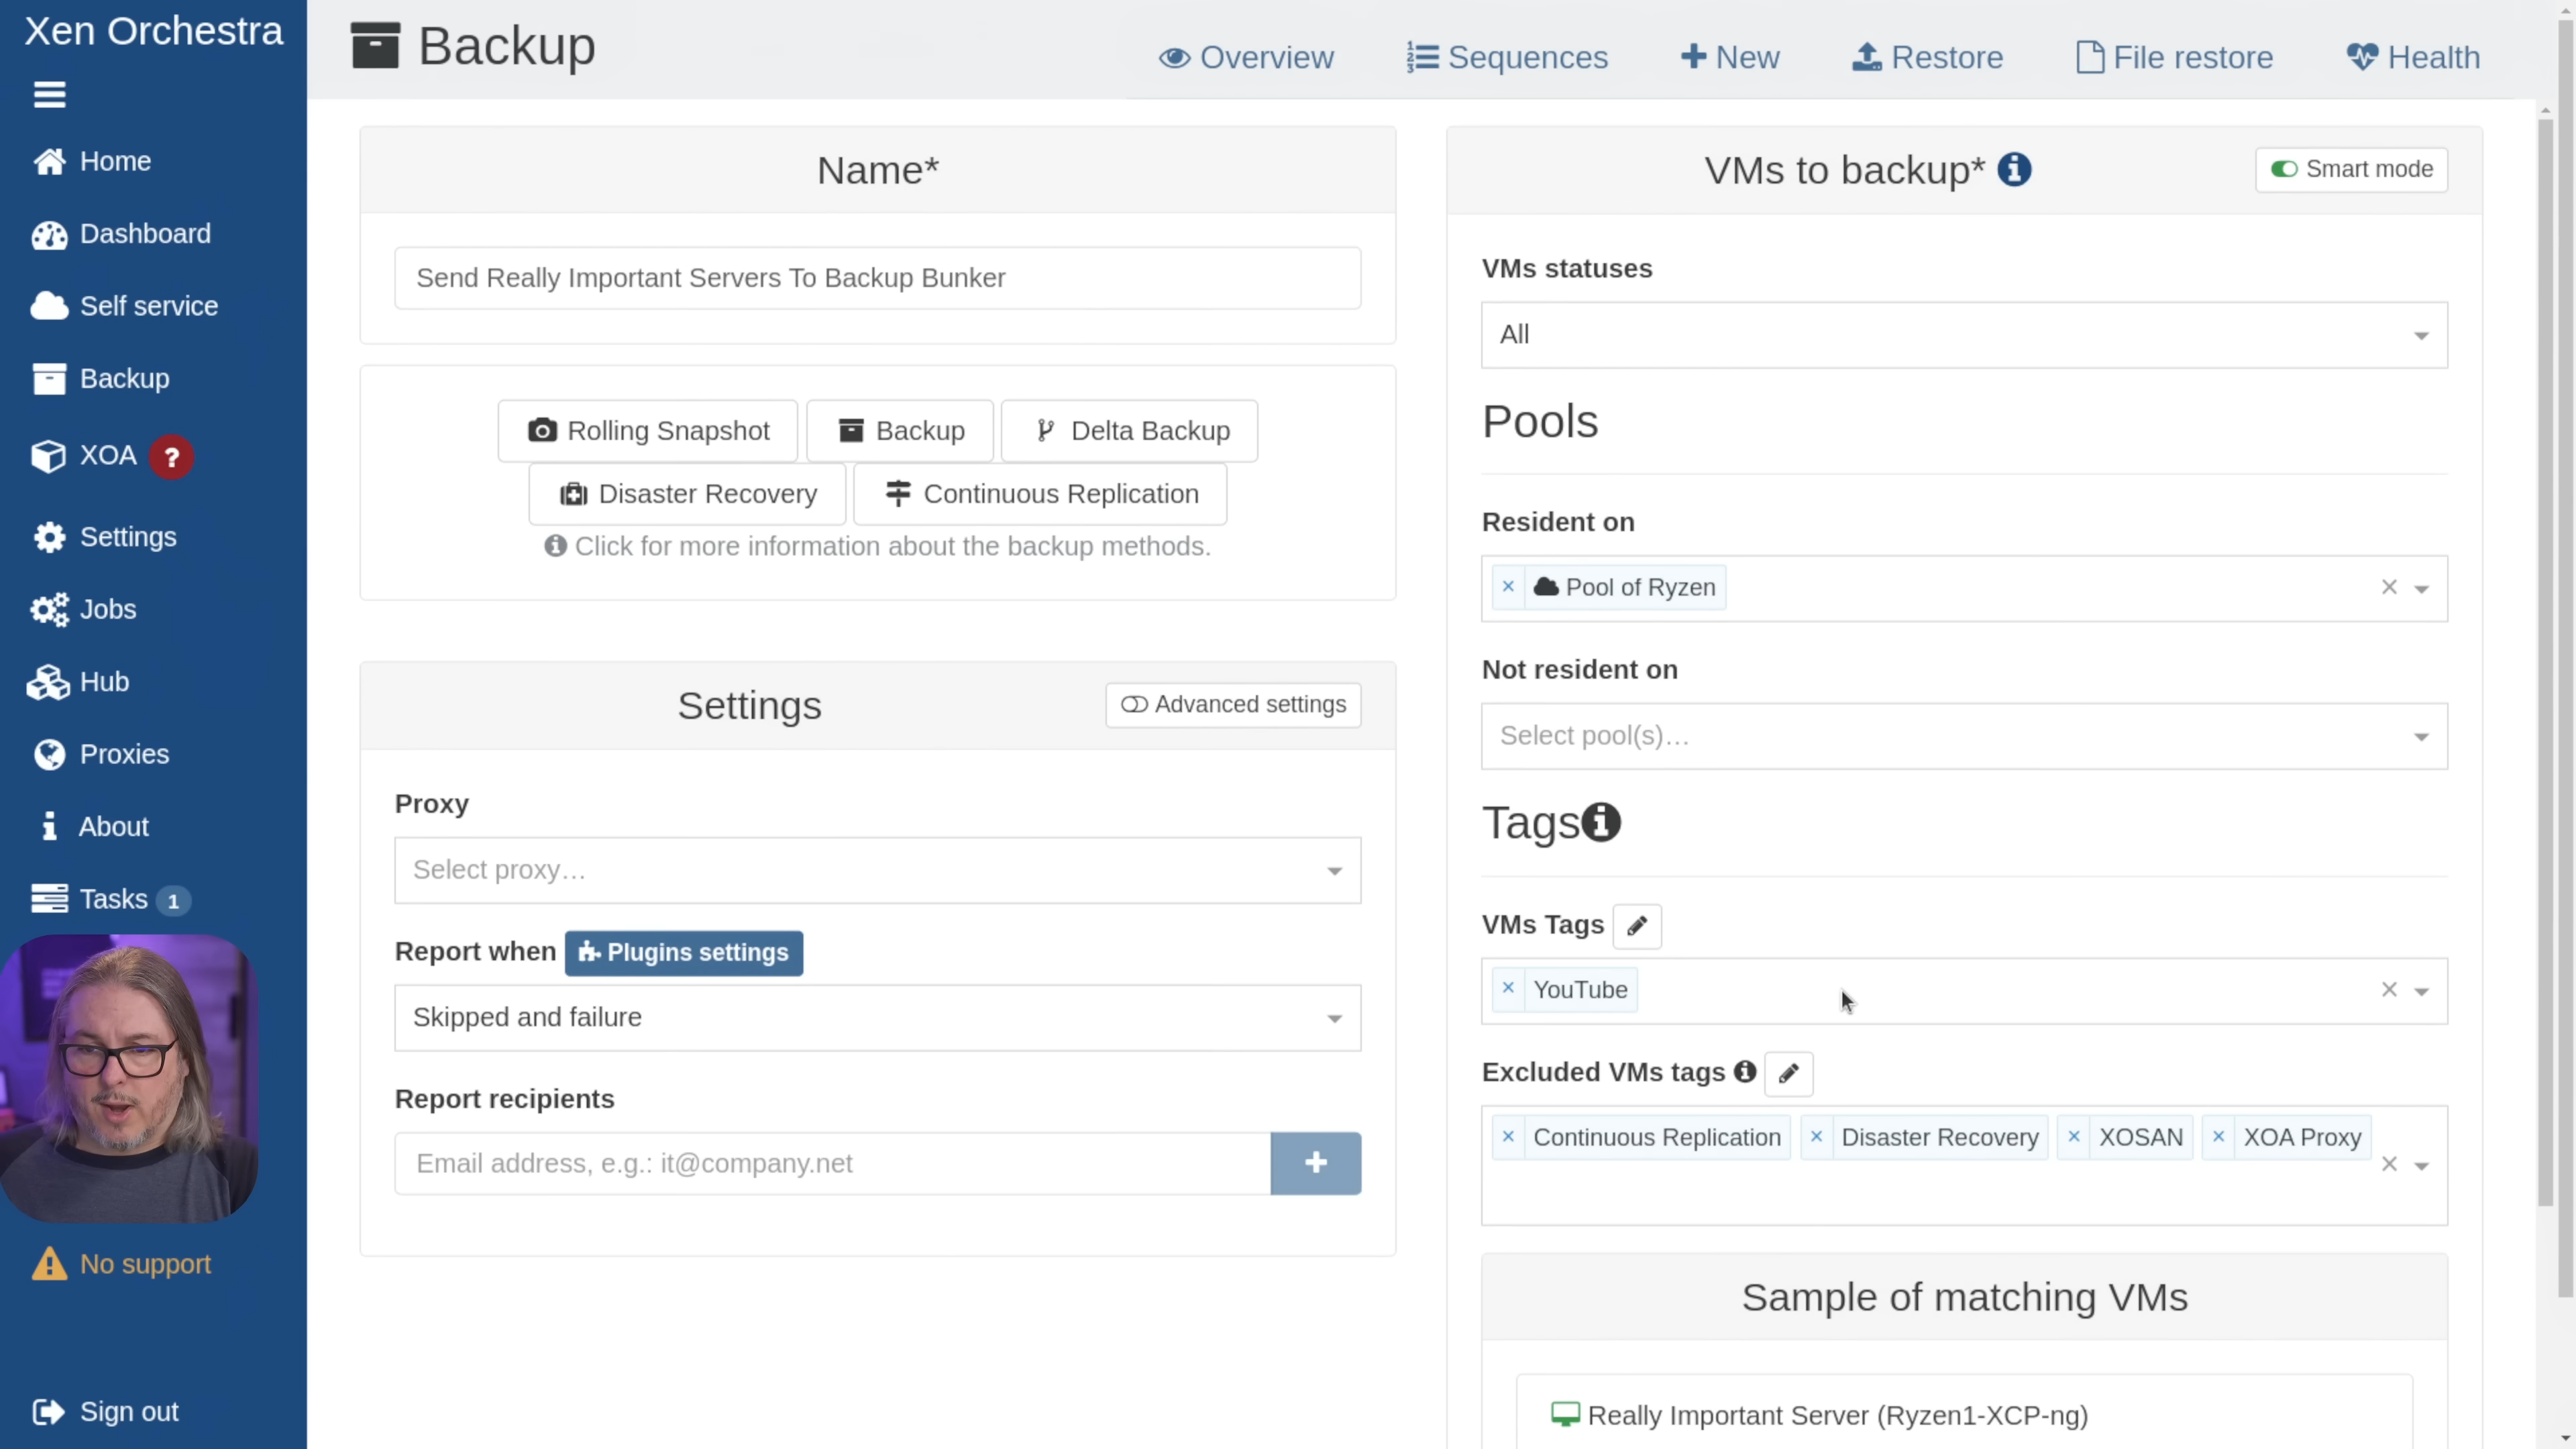 Xen Orchestra
Home
Dashboard
Self service
Backup
XOA ?
Settings
Jobs
Hub
Proxies
About
Tasks 1
No support
Sign out
Backup
Overview
Sequences
New
Restore
File restore
Health
Name*
Send Really Important Servers To Backup Bunker
Rolling Snapshot
Backup
Delta Backup
Disaster Recovery
Continuous Replication
Click for more information about the backup methods.
Settings
Advanced settings
Proxy
Select proxy…
Report when
Plugins settings
Skipped and failure
Report recipients
Email address, e.g.: it@company.net
VMs to backup*
Smart mode
VMs statuses
All
Pools
Resident on
× Pool of Ryzen ×
Not resident on
Select pool(s)…
Tags
VMs Tags
× YouTube ×
Excluded VMs tags
× Continuous Replication × Disaster Recovery × XOSAN × XOA Proxy ×
Sample of matching VMs
Really Important Server (Ryzen1-XCP-ng)